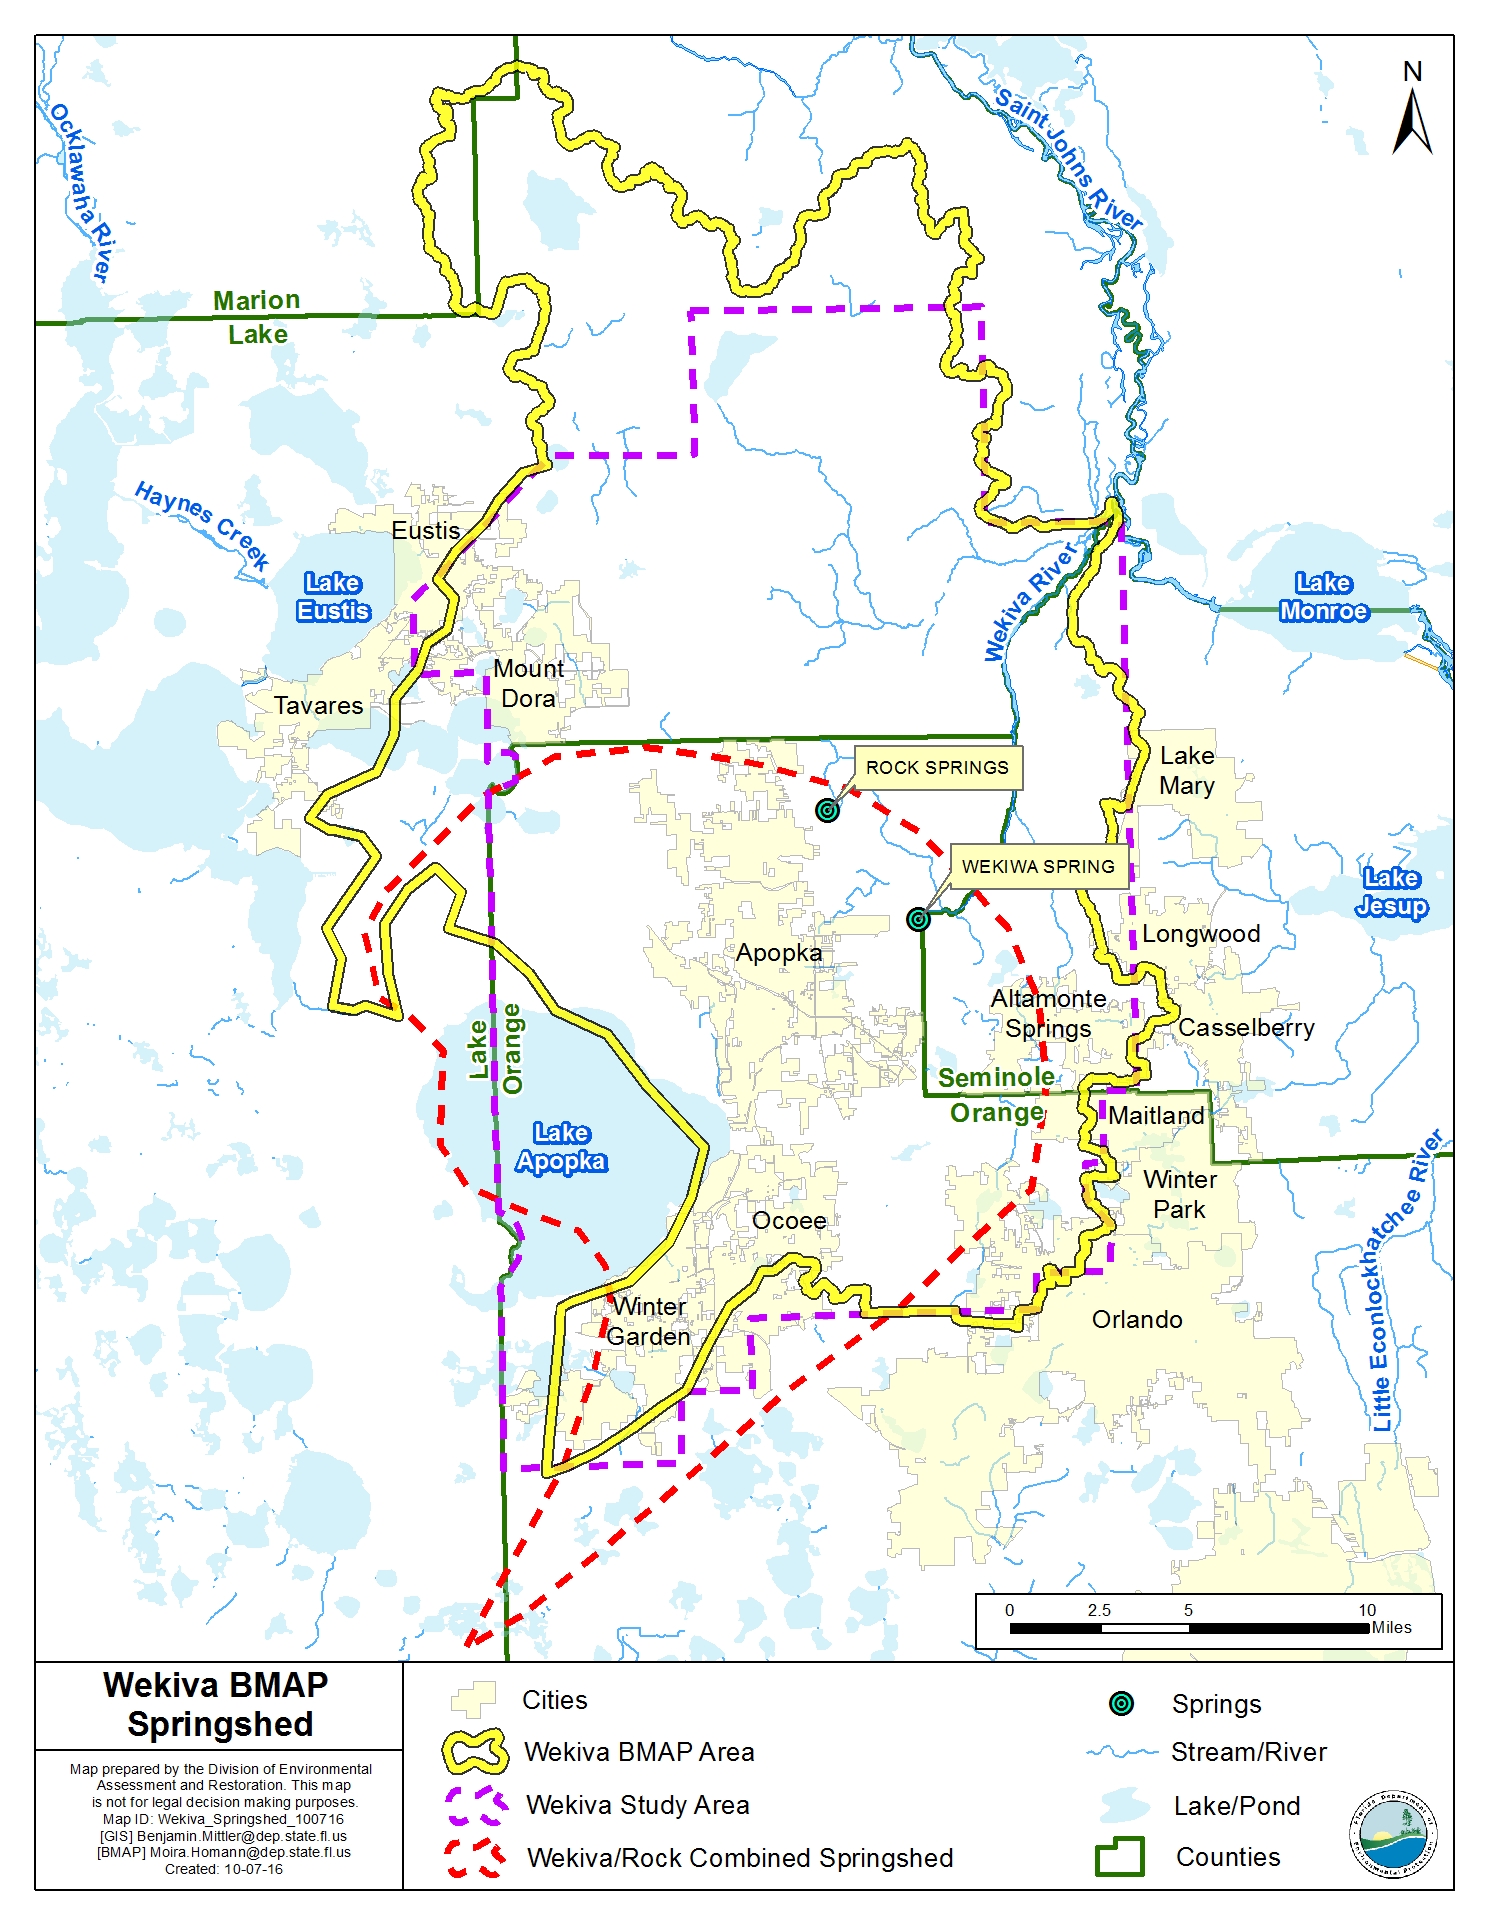 N
Saint Johns River
Ocklawaha River
Marion
Lake
Haynes Creek
Eustis
Lake
Eustis
Wekiva River
Lake
Monroe
Mount
Dora
Tavares
Lake
Mary
ROCK SPRINGS
WEKIWA SPRING
Lake
Jesup
Longwood
Apopka
Altamonte
Springs
Casselberry
Lake
Orange
Seminole
Orange
Maitland
Lake
Apopka
Winter
Park
Ocoee
Little Econlockhatchee River
Winter
Garden
Orlando
0 2.5 5 10
Miles
Wekiva BMAP
Springshed
Map prepared by the Division of Environmental
Assessment and Restoration. This map
is not for legal decision making purposes.
Map ID: Wekiva_Springshed_100716
[GIS] Benjamin.Mittler@dep.state.fl.us
[BMAP] Moira.Homann@dep.state.fl.us
Created: 10-07-16
Cities
Wekiva BMAP Area
Wekiva Study Area
Wekiva/Rock Combined Springshed
Springs
Stream/River
Lake/Pond
Counties
Florida Department of
Environmental Protection